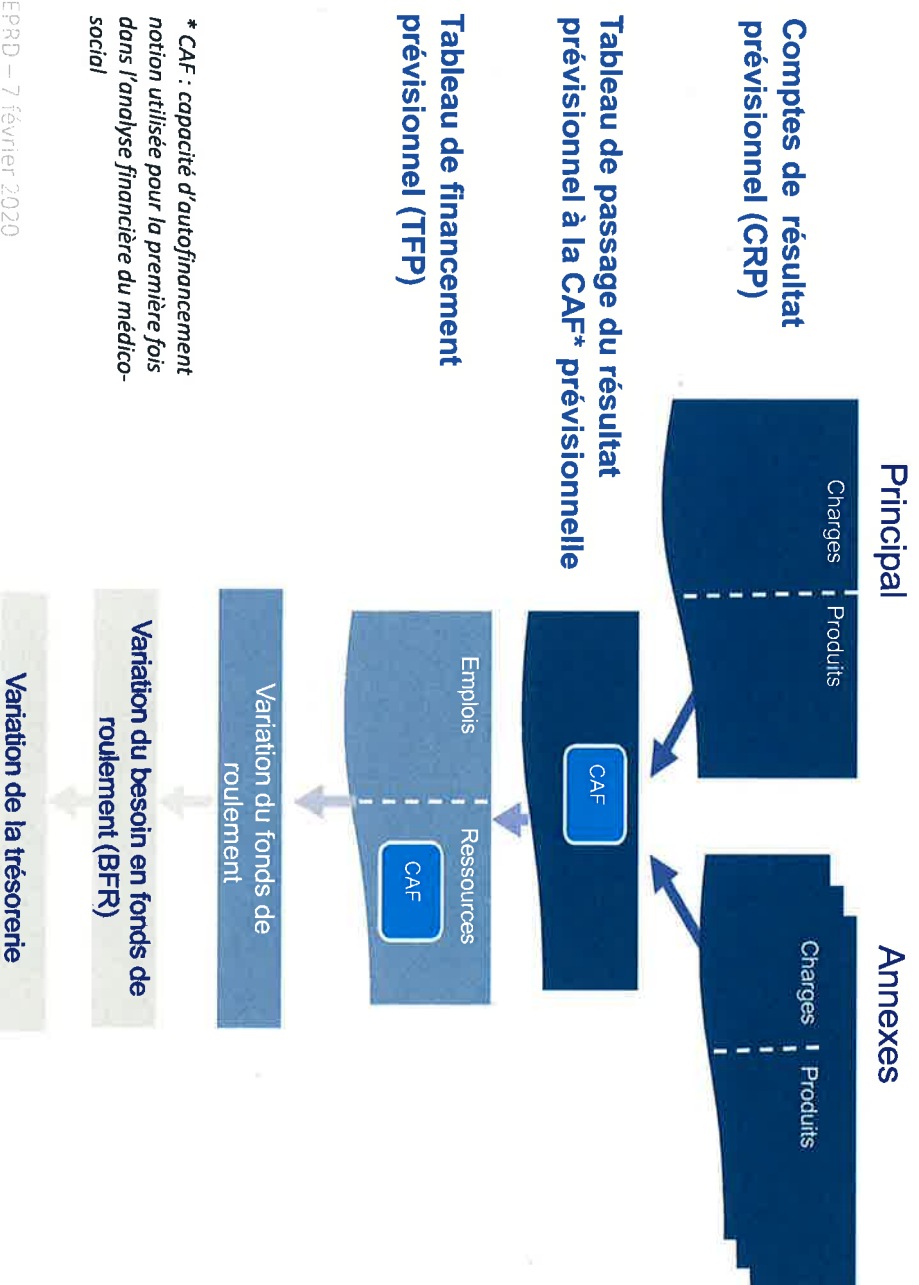 Principal
Annexes
Comptes de résultat
prévisionnel (CRP)
Charges
Produits
Charges
Produits
Tableau de passage du résultat
prévisionnel à la CAF* prévisionnelle
CAF
Tableau de financement
prévisionnel (TFP)
Emplois
Ressources
CAF
Variation du fonds de
roulement
* CAF : capacité d'autofinancement
notion utilisée pour la première fois
dans l'analyse financière du médico-
social
Variation du besoin en fonds de
roulement (BFR)
Variation de la trésorerie
EPRD – 7 février 2020